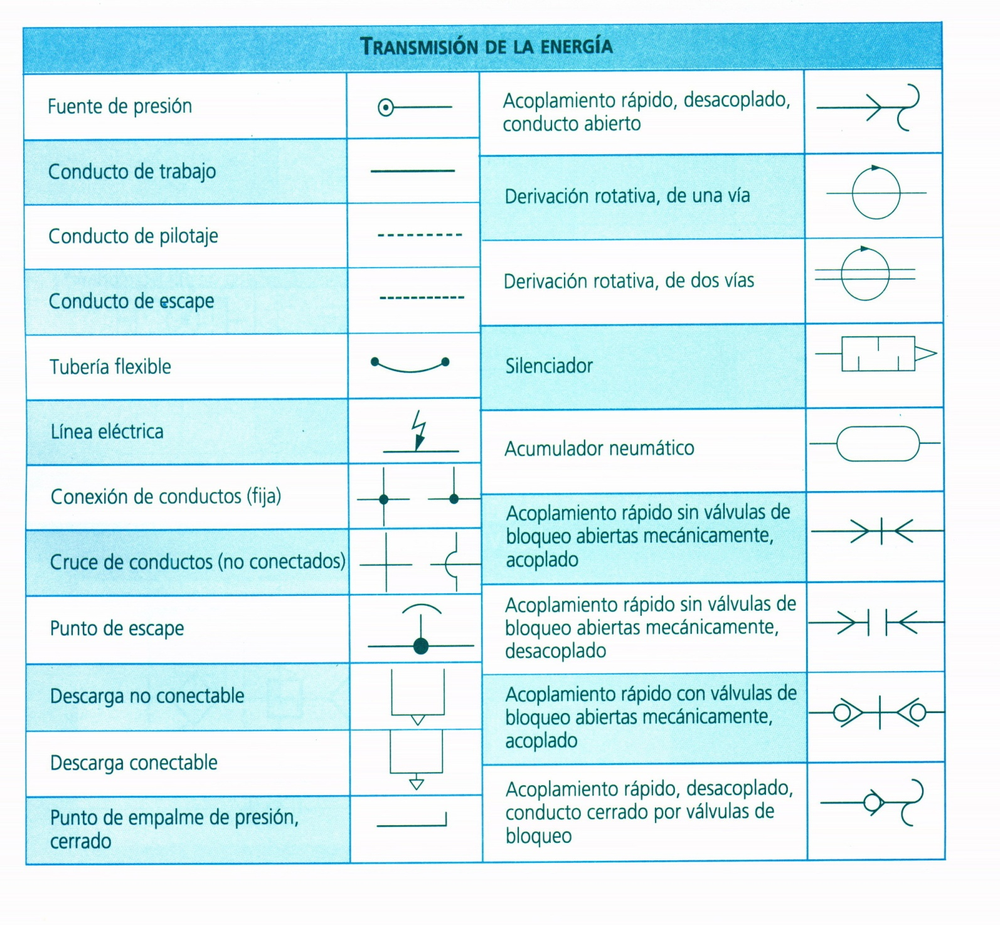 TRANSMISIÓN DE LA ENERGÍA
Fuente de presión
Conducto de trabajo
Conducto de pilotaje
Conducto de escape
Tubería flexible
Línea eléctrica
Conexión de conductos (fija)
Cruce de conductos (no conectados)
Punto de escape
Descarga no conectable
Descarga conectable
Punto de empalme de presión,
cerrado
Acoplamiento rápido, desacoplado,
conducto abierto
Derivación rotativa, de una vía
Derivación rotativa, de dos vías
Silenciador
Acumulador neumático
Acoplamiento rápido sin válvulas de
bloqueo abiertas mecánicamente,
acoplado
Acoplamiento rápido sin válvulas de
bloqueo abiertas mecánicamente,
desacoplado
Acoplamiento rápido con válvulas de
bloqueo abiertas mecánicamente,
acoplado
Acoplamiento rápido, desacoplado,
conducto cerrado por válvulas de
bloqueo